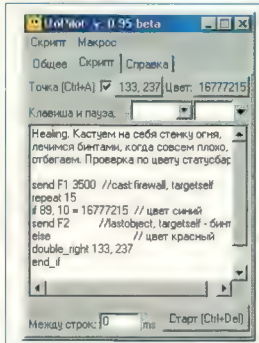 UoPilot v. 0.95 beta
Скрипт Макрос
Общее Скрипт Справка
Точка (Ctrl+A) 133, 237 Цвет: 16777215
Клавиша и пауза,
Healing, Кастуем на себя стенку огня,
лечимся бинтами, когда совсем плохо,
отбегаем. Проверка по цвету статусбар
send F1 3500 //cast firewall, targetself
repeat 15
if 89, 10 = 16777215 // цвет синий
send F2 //lastobject, targetself - бинт
else // цвет красный
double_right 133, 237
end_if
Между строк: 0 ms Старт (Ctrl+Del)